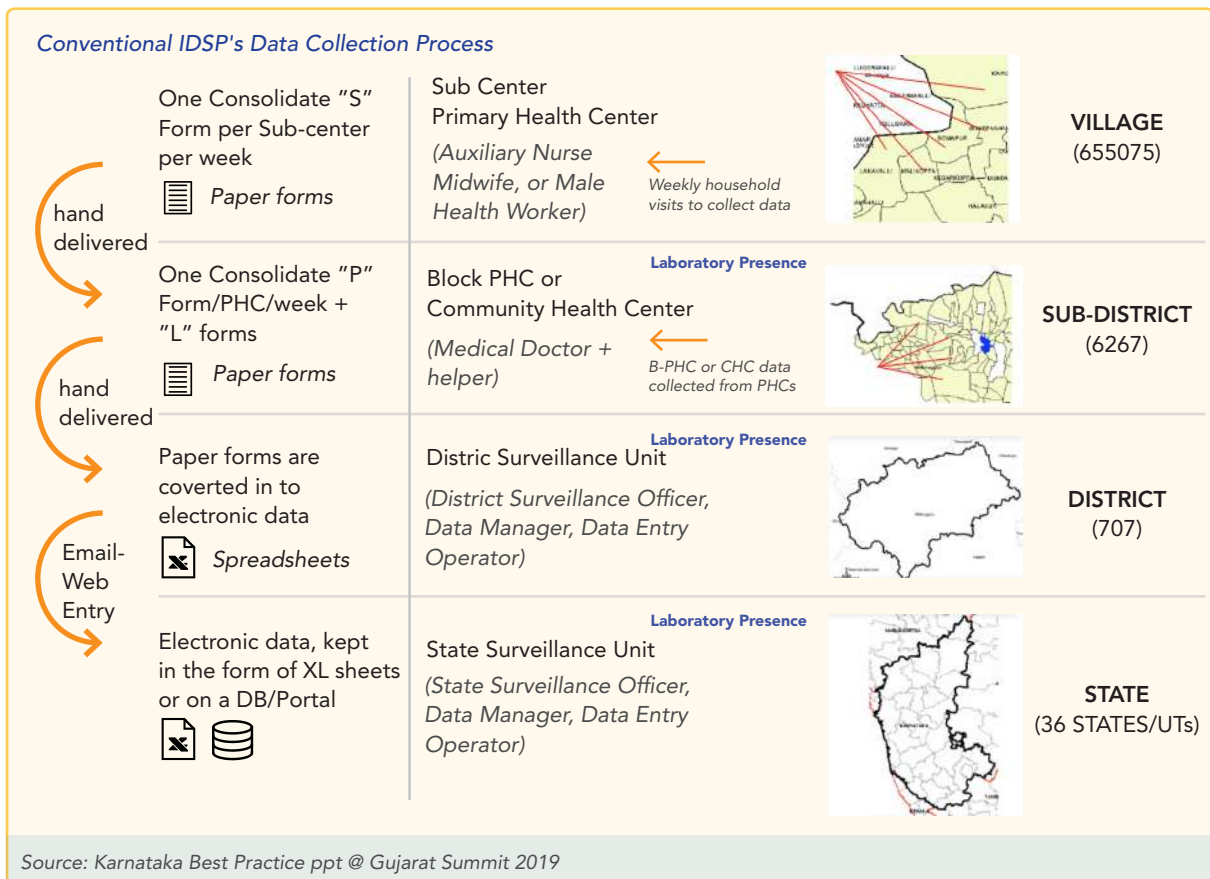 Conventional IDSP's Data Collection Process
One Consolidate "S"
Form per Sub-center
per week
Paper forms
Sub Center
Primary Health Center
(Auxiliary Nurse
Midwife, or Male
Health Worker)
Weekly household
visits to collect data
VILLAGE
(655075)
hand
delivered
One Consolidate "P"
Form/PHC/week +
"L" forms
Paper forms
Laboratory Presence
Block PHC or
Community Health Center
(Medical Doctor +
helper)
B-PHC or CHC data
collected from PHCs
SUB-DISTRICT
(6267)
hand
delivered
Paper forms are
coverted in to
electronic data
Spreadsheets
Laboratory Presence
Distric Surveillance Unit
(District Surveillance Officer,
Data Manager, Data Entry
Operator)
DISTRICT
(707)
Email-
Web
Entry
Electronic data, kept
in the form of XL sheets
or on a DB/Portal
Laboratory Presence
State Surveillance Unit
(State Surveillance Officer,
Data Manager, Data Entry
Operator)
STATE
(36 STATES/UTs)
Source: Karnataka Best Practice ppt @ Gujarat Summit 2019